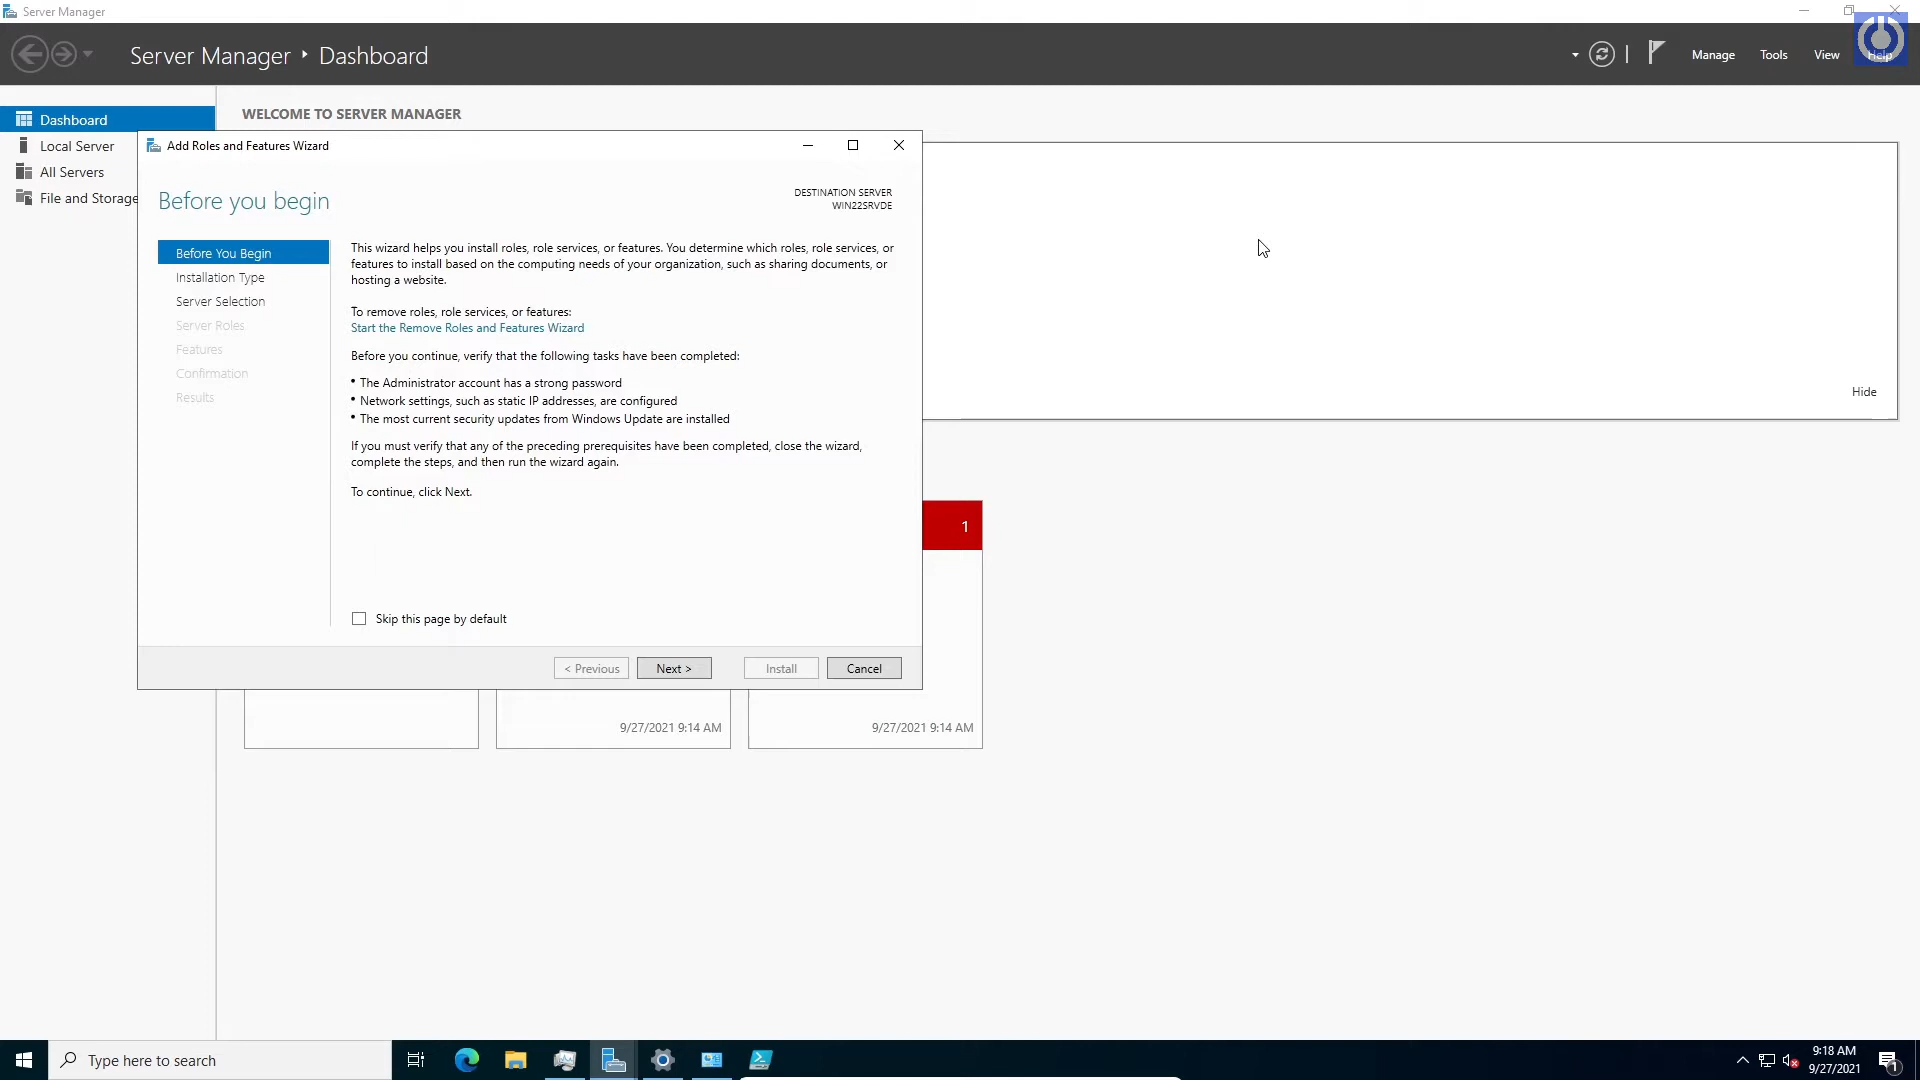 Server Manager
Server Manager ‣ Dashboard
Manage
Tools
View
Help
Dashboard
Local Server
All Servers
File and Storage
WELCOME TO SERVER MANAGER
Add Roles and Features Wizard
Before you begin
DESTINATION SERVER
WIN22SRVDE
Before You Begin
Installation Type
Server Selection
Server Roles
Features
Confirmation
Results
This wizard helps you install roles, role services, or features. You determine which roles, role services, or
features to install based on the computing needs of your organization, such as sharing documents, or
hosting a website.
To remove roles, role services, or features:
Start the Remove Roles and Features Wizard
Before you continue, verify that the following tasks have been completed:
• The Administrator account has a strong password
• Network settings, such as static IP addresses, are configured
• The most current security updates from Windows Update are installed
If you must verify that any of the preceding prerequisites have been completed, close the wizard,
complete the steps, and then run the wizard again.
To continue, click Next.
Skip this page by default
< Previous
Next >
Install
Cancel
Hide
1
9/27/2021 9:14 AM
9/27/2021 9:14 AM
Type here to search
9:18 AM
9/27/2021
1